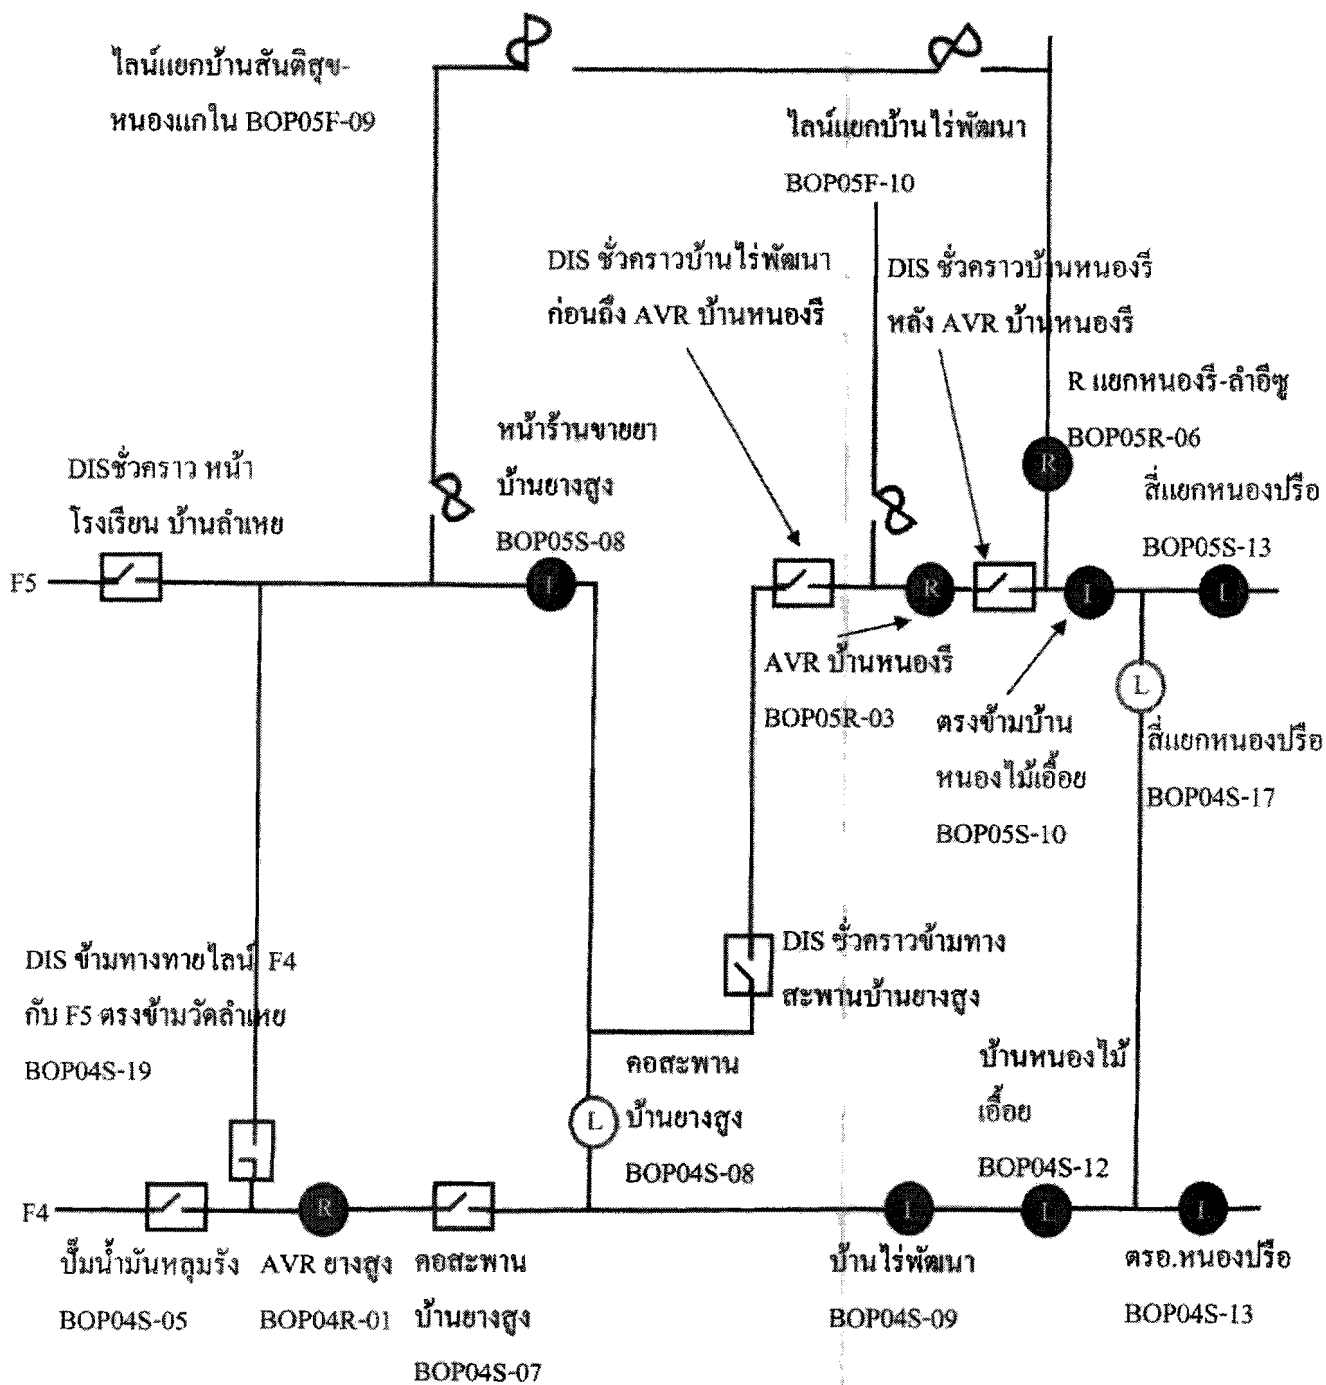 ไลน์แยกบ้านสันติสุข-
หนองแกใน BOP05F-09
ไลน์แยกบ้านไร่พัฒนา
BOP05F-10
DIS ชั่วคราวบ้านไร่พัฒนา
ก่อนถึง AVR บ้านหนองรี
DIS ชั่วคราวบ้านหนองรี
หลัง AVR บ้านหนองรี
R แยกหนองรี-ลำอีซู
BOP05R-06
R
หน้าร้านขายยา
บ้านยางสูง
BOP05S-08
DISชั่วคราว หน้า
โรงเรียน บ้านลำเหย
สี่แยกหนองปรือ
BOP05S-13
F5
L
R
L
L
AVR บ้านหนองรี
BOP05R-03
ตรงข้ามบ้าน
หนองไม้เอื้อย
BOP05S-10
L
สี่แยกหนองปรือ
BOP04S-17
DIS ข้ามทางทายไลน์ F4
กับ F5 ตรงข้ามวัดลำเหย
BOP04S-19
DIS ชั่วคราวข้ามทาง
สะพานบ้านยางสูง
คอสะพาน
บ้านยางสูง
BOP04S-08
L
บ้านหนองไม้
เอื้อย
BOP04S-12
F4
R
L
L
L
ปั๊มน้ำมันหลุมรัง
BOP04S-05
AVR ยางสูง
BOP04R-01
คอสะพาน
บ้านยางสูง
BOP04S-07
บ้านไร่พัฒนา
BOP04S-09
ตรอ.หนองปรือ
BOP04S-13